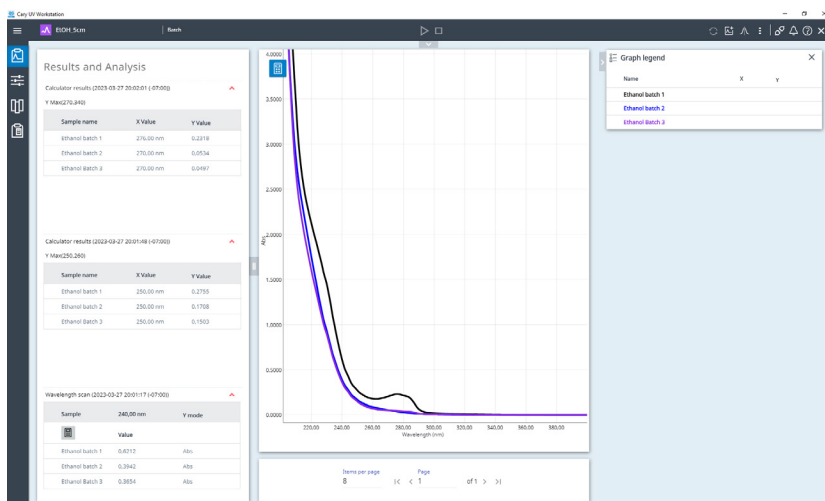 Cary UV Workstation
EtOH_5cm
Batch
Results and Analysis
Calculator results (2023-03-27 20:02:01 (-07:00))
Y Max(270,340)
Sample name X Value Y Value
Ethanol batch 1 276.00 nm 0.2318
Ethanol batch 2 270.00 nm 0.0534
Ethanol Batch 3 270.00 nm 0.0497
Calculator results (2023-03-27 20:01:48 (-07:00))
Y Max(250,260)
Sample name X Value Y Value
Ethanol batch 1 250.00 nm 0.2755
Ethanol batch 2 250.00 nm 0.1708
Ethanol Batch 3 250.00 nm 0.1503
Wavelength scan (2023-03-27 20:01:17 (-07:00))
Sample 240.00 nm Y mode
Value
Ethanol batch 1 0.6212 Abs
Ethanol batch 2 0.3942 Abs
Ethanol Batch 3 0.3654 Abs
4.0000
3.5000
3.0000
2.5000
2.0000
1.5000
1.0000
0.5000
0.0000
Abs
220.00 240.00 260.00 280.00 300.00 320.00 340.00 360.00 380.00
Wavelength (nm)
Items per page Page
8 1 of 1
Graph legend
Name X Y
Ethanol batch 1
Ethanol batch 2
Ethanol Batch 3